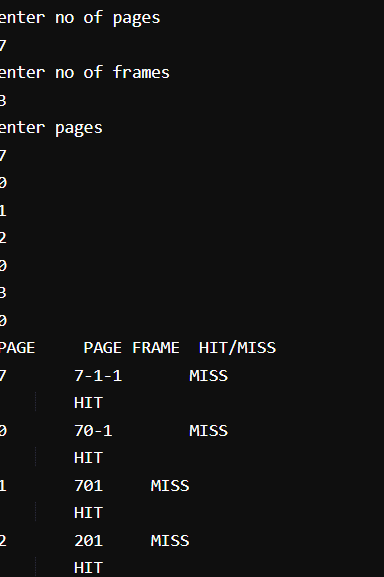 enter no of pages
7
enter no of frames
3
enter pages
7
0
1
2
0
3
0
PAGE     PAGE FRAME  HIT/MISS
7       7-1-1       MISS
        HIT
0       70-1        MISS
        HIT
1       701     MISS
        HIT
2       201     MISS
        HIT